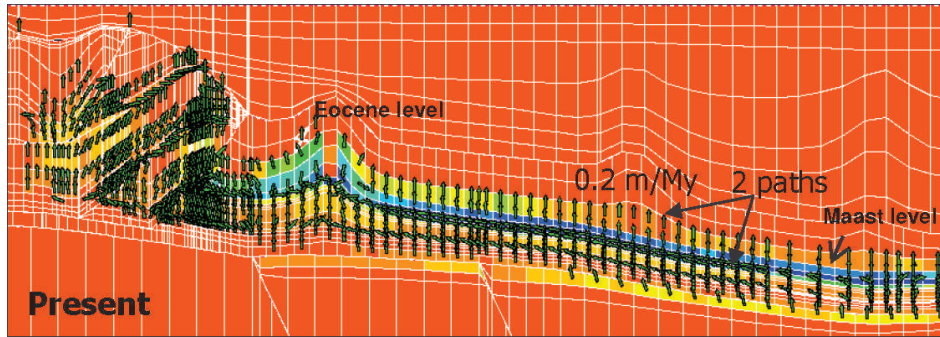 Eocene level
0.2 m/My
2 paths
Maast level
Present